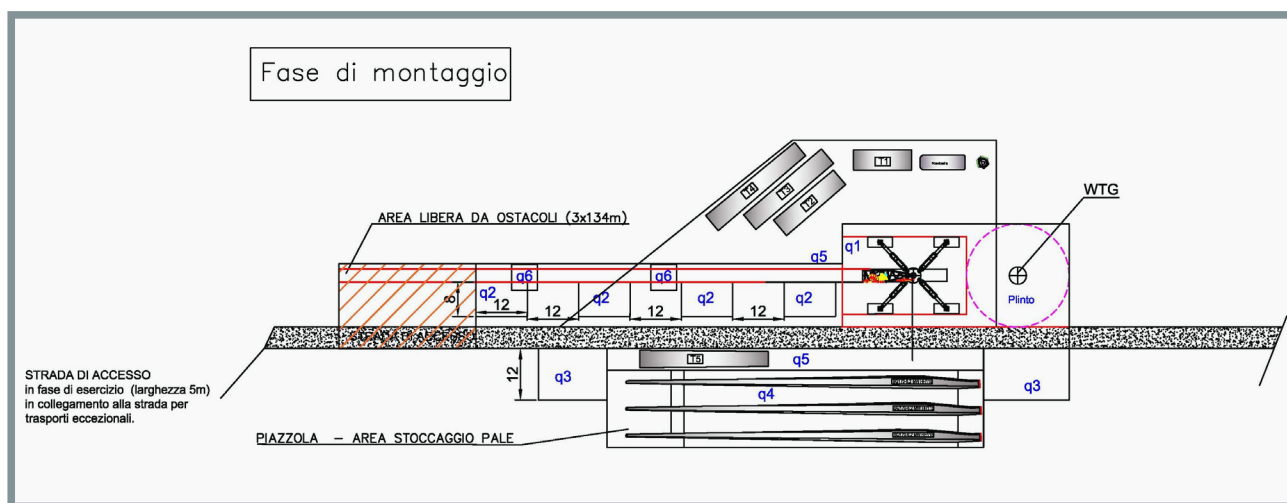 Fase di montaggio
T1
T4
T3
T2
WTG
AREA LIBERA DA OSTACOLI (3x134m)
q1
q5
q6
q6
Plinto
q2
q2
q2
q2
8
12
12
12
12
12
12
12
T5
q5
q3
q3
q4
STRADA DI ACCESSO
in fase di esercizio (larghezza 5m)
in collegamento alla strada per
trasporti eccezionali.
PIAZZOLA – AREA STOCCAGGIO PALE